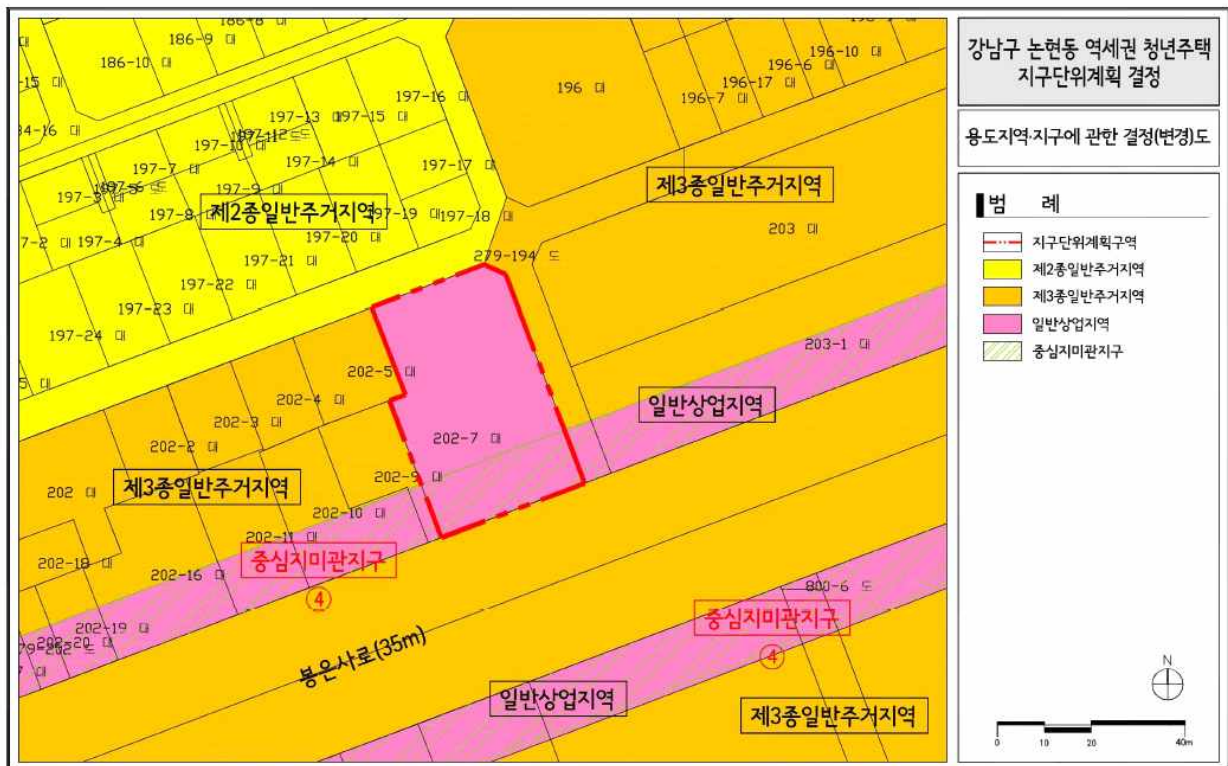 강남구 논현동 역세권 청년주택
지구단위계획 결정
용도지역·지구에 관한 결정(변경)도
범 례
지구단위계획구역
제2종일반주거지역
제3종일반주거지역
일반상업지역
중심지미관지구
N
0 10 20 40m
186-9 대
186-10 대
196-10 대
196-6 대
196-17 대
196-7 대
196 대
197-16 대
197-13 대
197-15 대
197-14 대
197-17 대
197-7 대
197-9 대
197-8 대
제2종일반주거지역
197-19 대
197-18 대
197-4 대
197-20 대
197-21 대
197-22 대
197-23 대
197-24 대
제3종일반주거지역
203 대
279-194 도
203-1 대
일반상업지역
202-5 대
202-4 대
202-3 대
202-2 대
202-7 대
202-9 대
202 대
제3종일반주거지역
202-10 대
202-11 대
202-18 대
202-16 대
중심지미관지구
④
202-19 대
202-20 대
봉은사로(35m)
800-6 도
중심지미관지구
④
일반상업지역
제3종일반주거지역